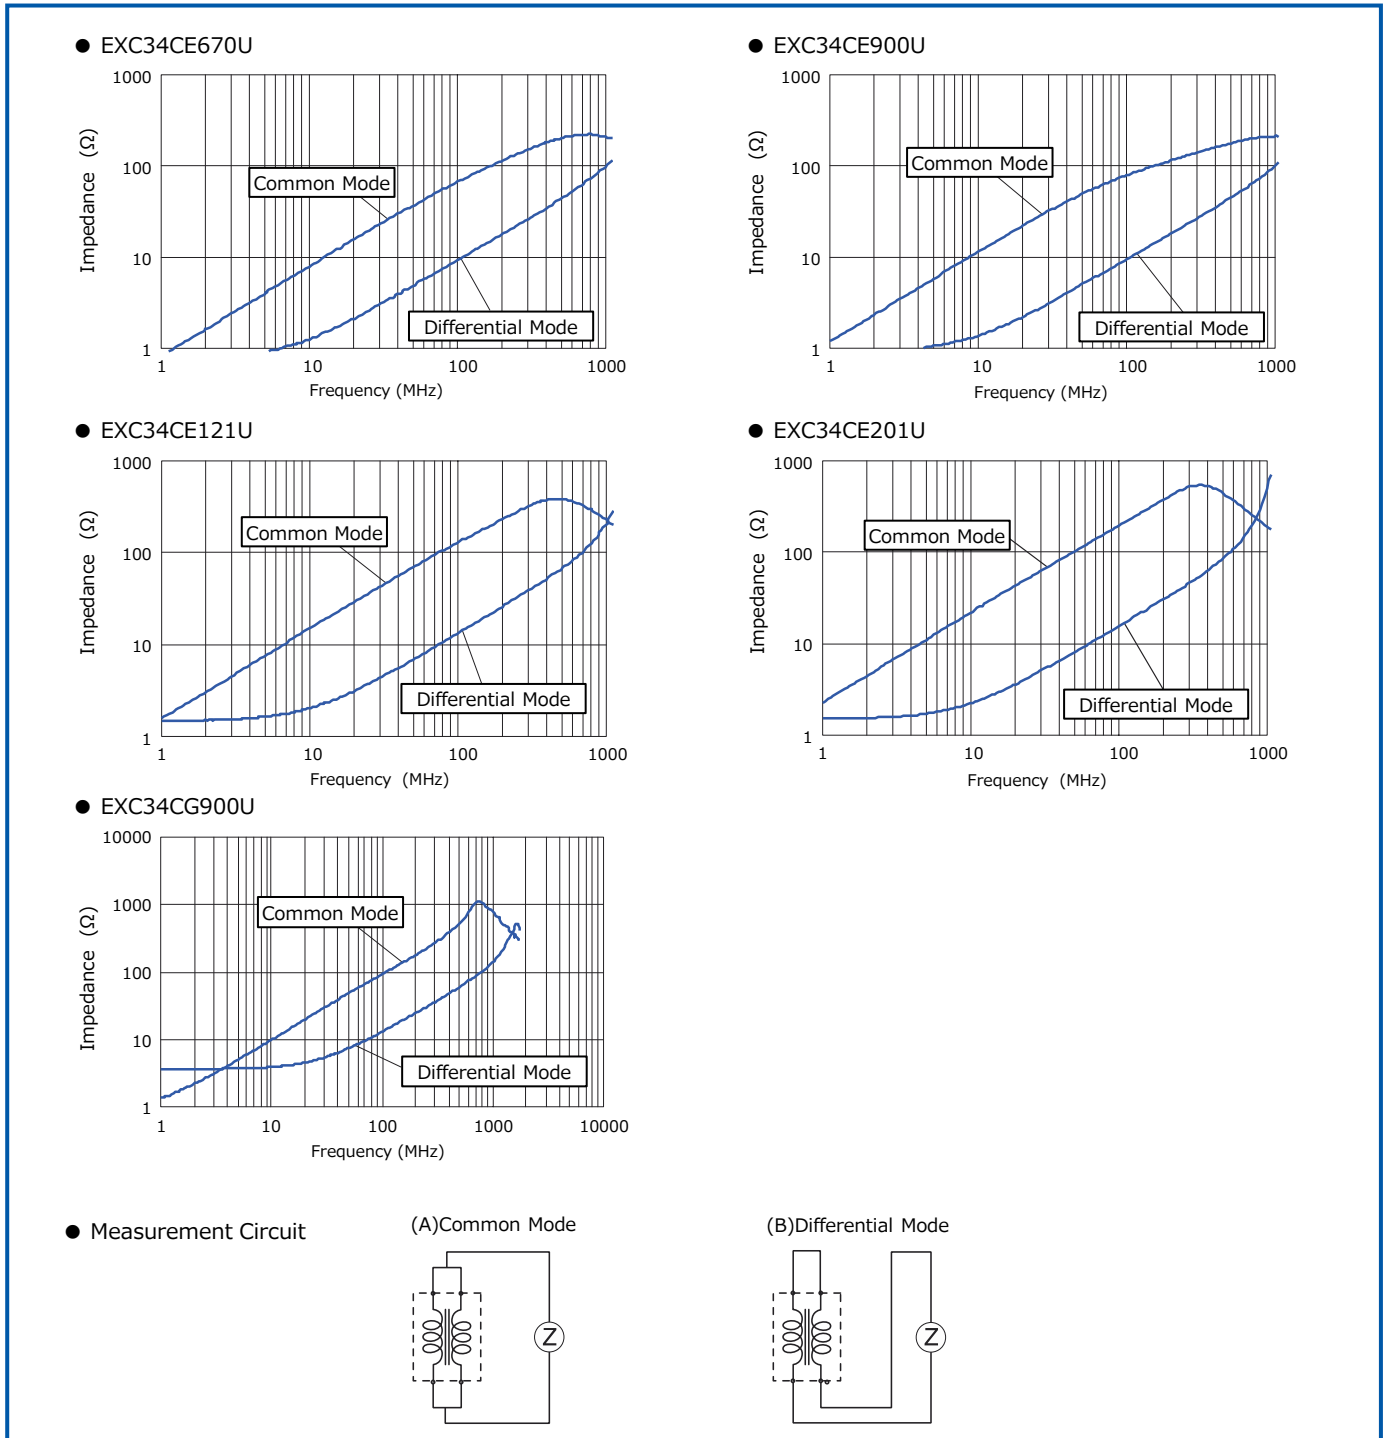 ● EXC34CE670U
1000
100
10
1
Impedance (Ω)
Common Mode
Differential Mode
1 10 100 1000
Frequency (MHz)
● EXC34CE900U
1000
100
10
1
Impedance (Ω)
Common Mode
Differential Mode
1 10 100 1000
Frequency (MHz)
● EXC34CE121U
1000
100
10
1
Impedance (Ω)
Common Mode
Differential Mode
1 10 100 1000
Frequency (MHz)
● EXC34CE201U
1000
100
10
1
Impedance (Ω)
Common Mode
Differential Mode
1 10 100 1000
Frequency (MHz)
● EXC34CG900U
10000
1000
100
10
1
Impedance (Ω)
Common Mode
Differential Mode
1 10 100 1000 10000
Frequency (MHz)
● Measurement Circuit
(A)Common Mode
Z
(B)Differential Mode
Z